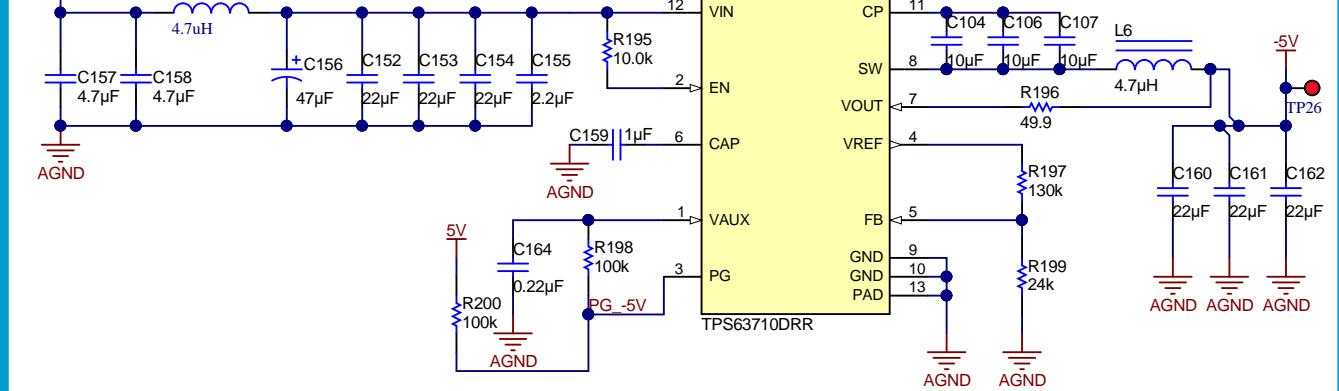 4.7uH
C157
4.7µF
C158
4.7µF
+
C156
47µF
C152
22µF
C153
22µF
C154
22µF
C155
2.2µF
R195
10.0k
AGND
12
VIN
2
EN
C159
1µF
6
CAP
AGND
1
VAUX
3
PG
5V
C164
0.22µF
R198
100k
R200
100k
PG_-5V
AGND
TPS63710DRR
CP
11
SW
8
VOUT
7
VREF
4
FB
5
GND
9
GND
10
PAD
13
C104
10µF
C106
10µF
C107
10µF
L6
4.7µH
R196
49.9
R197
130k
R199
24k
AGND
AGND
-5V
TP26
C160
22µF
C161
22µF
C162
22µF
AGND
AGND
AGND